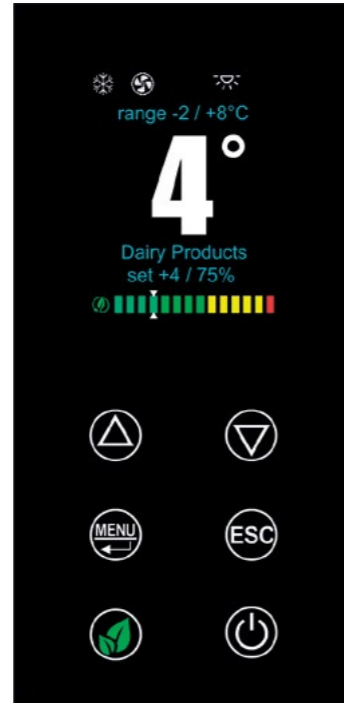 range -2 / +8°C
4°
Dairy Products
set +4 / 75%
MENU
ESC